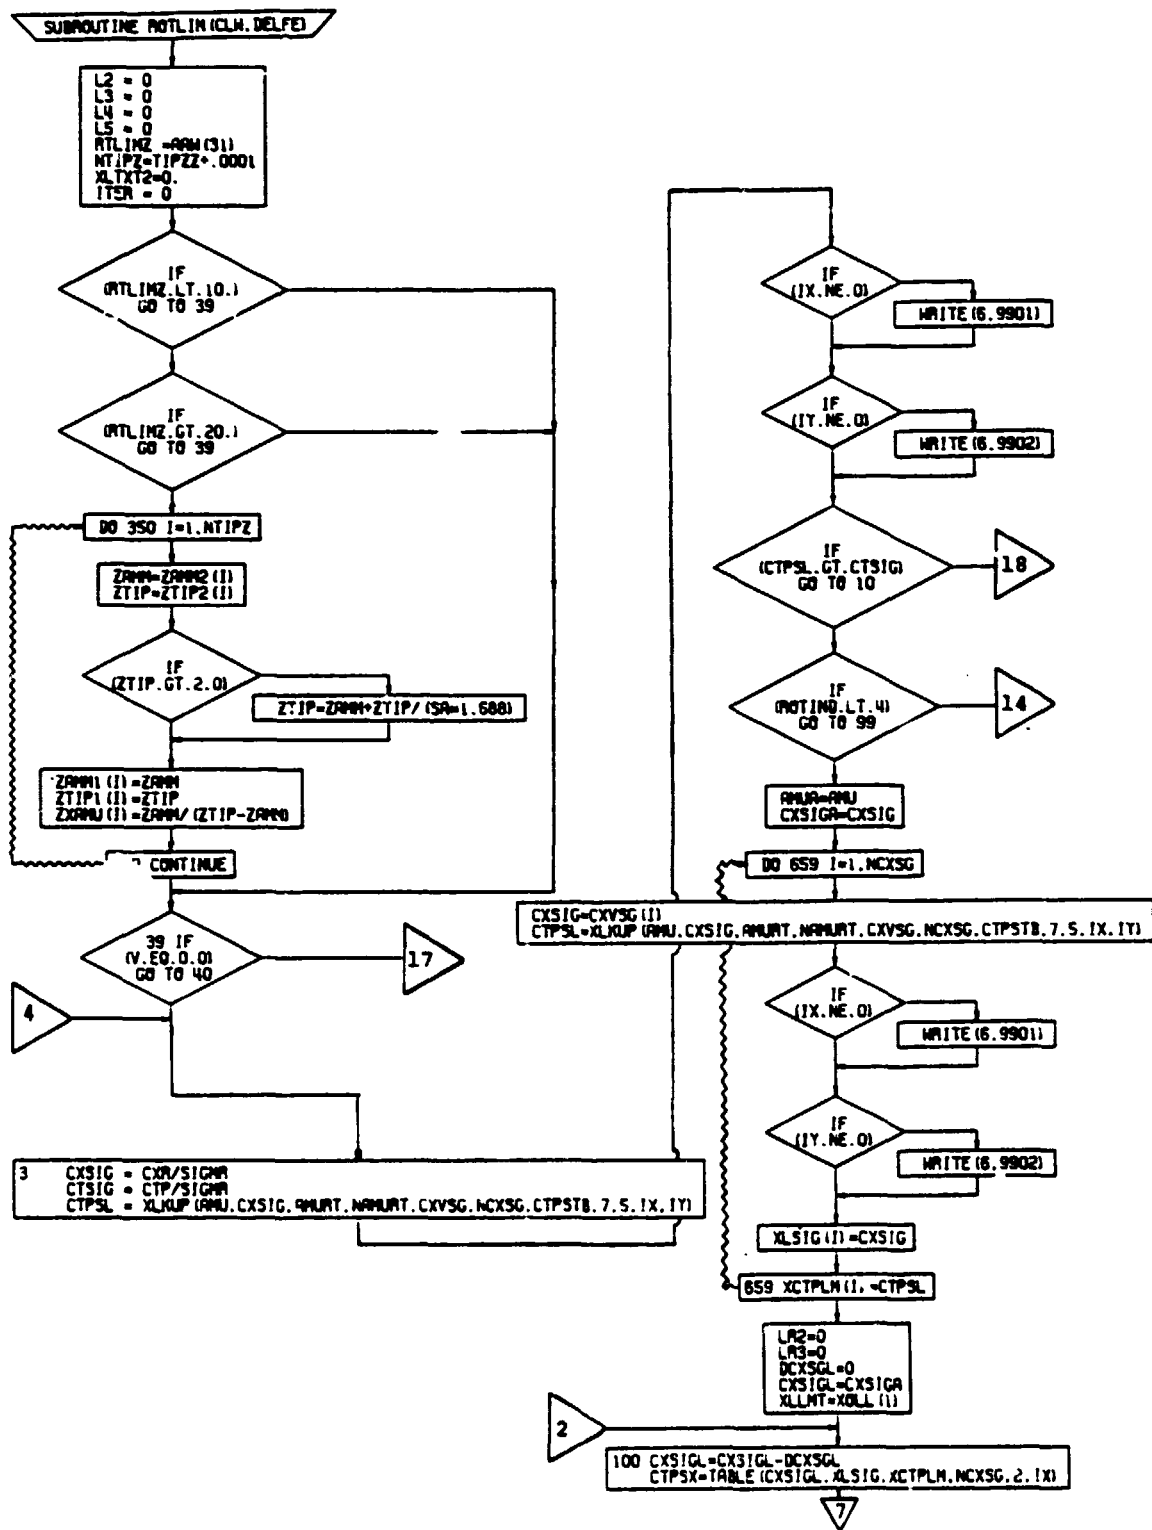 SUBROUTINE ROTLIM(CLW,DELFE)
L2 = 0
L3 = 0
L4 = 0
L5 = 0
RTLIMZ =AAW(31)
NTIPZ=TIPZZ+.0001
XLTXT2=0.
ITER = 0
IF
(RTLIMZ.LT.10.)
GO TO 39
IF
(RTLIMZ.GT.20.)
GO TO 39
DO 350 I=1,NTIPZ
ZAMM=ZAMM2(I)
ZTIP=ZTIP2(I)
IF
(ZTIP.GT.2.0)
ZTIP=ZAMM+ZTIP/(SA*1.688)
ZAMM1(I)=ZAMM
ZTIP1(I)=ZTIP
ZXAMU(I)=ZAMM/(ZTIP-ZAMM)
CONTINUE
39 IF
(V.EQ.0.0)
GO TO 40
17
4
3 CXSIG = CXR/SIGMR
CTSIG = CTP/SIGMR
CTPSL = XLKUP(AMU,CXSIG,AMURT,NAMURT,CXVSG,NCXSG,CTPSTB,7,5,IX,IY)
IF
(IX.NE.0)
WRITE(6,9901)
IF
(IY.NE.0)
WRITE(6,9902)
IF
(CTPSL.GT.CTSIG)
GO TO 10
18
IF
(ROTIND.LT.4)
GO TO 99
14
AMUA=AMU
CXSIGA=CXSIG
DO 659 I=1,NCXSG
CXSIG=CXVSG(I)
CTPSL=XLKUP(AMU,CXSIG,AMURT,NAMURT,CXVSG,NCXSG,CTPSTB,7,5,IX,IY)
IF
(IX.NE.0)
WRITE(6,9901)
IF
(IY.NE.0)
WRITE(6,9902)
XLSIG(I)=CXSIG
659 XCTPLM(I, =CTPSL
LA2=0
LA3=0
DCXSGL=0
CXSIGL=CXSIGA
XLLMT=XOLL(1)
2
100 CXSIGL=CXSIGL-DCXSGL
CTPSX=TABLE(CXSIGL,XLSIG,XCTPLM,NCXSG,2,IX)
7